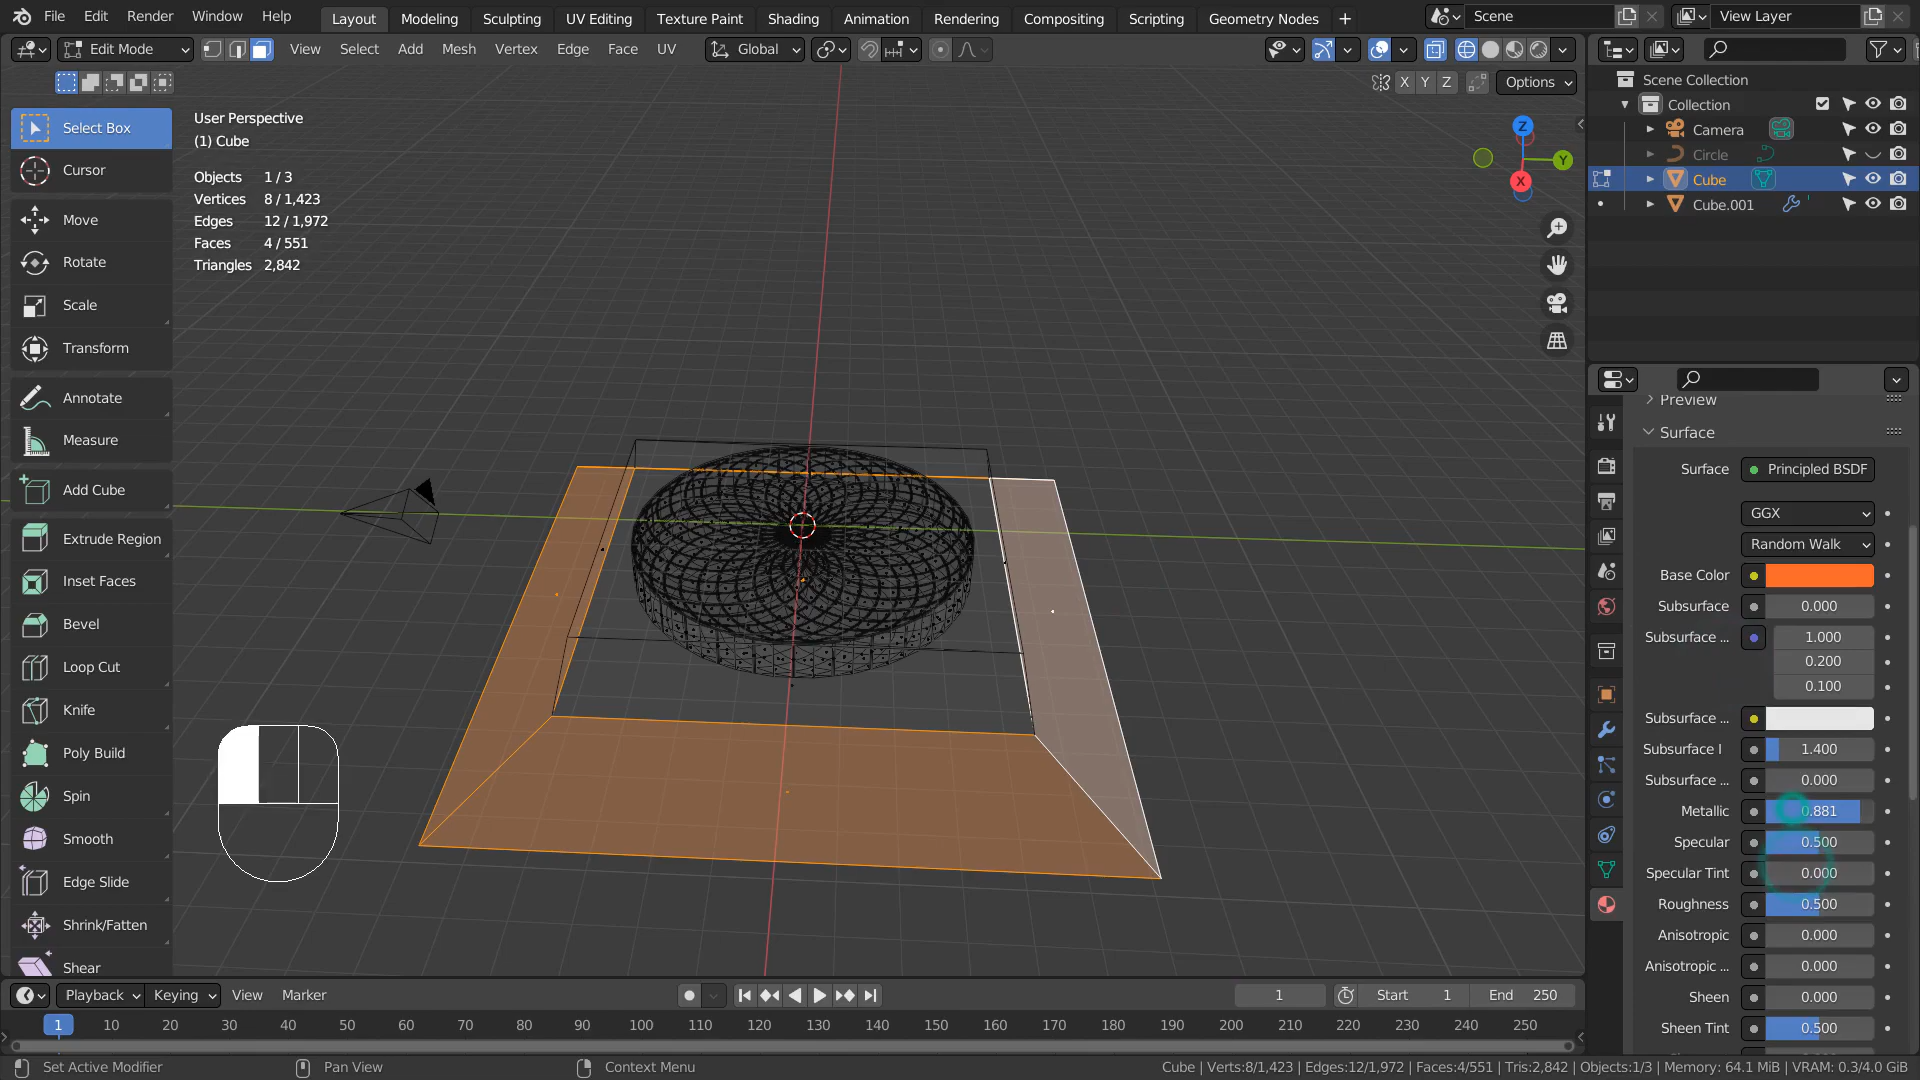 File Edit Render Window Help Layout Modeling Sculpting UV Editing Texture Paint Shading Animation Rendering Compositing Scripting Geometry Nodes + Scene View Layer
Edit Mode View Select Add Mesh Vertex Edge Face UV Global
X Y Z Options
Select Box
Cursor
Move
Rotate
Scale
Transform
Annotate
Measure
Add Cube
Extrude Region
Inset Faces
Bevel
Loop Cut
Knife
Poly Build
Spin
Smooth
Edge Slide
Shrink/Fatten
Shear
User Perspective
(1) Cube
Objects 1 / 3
Vertices 8 / 1,423
Edges 12 / 1,972
Faces 4 / 551
Triangles 2,842
Z
Y
X
Scene Collection
Collection
Camera
Circle
Cube
Cube.001
Preview
Surface
Surface Principled BSDF
GGX
Random Walk
Base Color
Subsurface 0.000
Subsurface ... 1.000
0.200
0.100
Subsurface ...
Subsurface I 1.400
Subsurface ... 0.000
Metallic 0.881
Specular 0.500
Specular Tint 0.000
Roughness 0.500
Anisotropic 0.000
Anisotropic ... 0.000
Sheen 0.000
Sheen Tint 0.500
Playback Keying View Marker 1 Start 1 End 250
1 10 20 30 40 50 60 70 80 90 100 110 120 130 140 150 160 170 180 190 200 210 220 230 240 250
Set Active Modifier Pan View Context Menu Cube | Verts:8/1,423 | Edges:12/1,972 | Faces:4/551 | Tris:2,842 | Objects:1/3 | Memory: 64.1 MiB | VRAM: 0.3/4.0 GiB